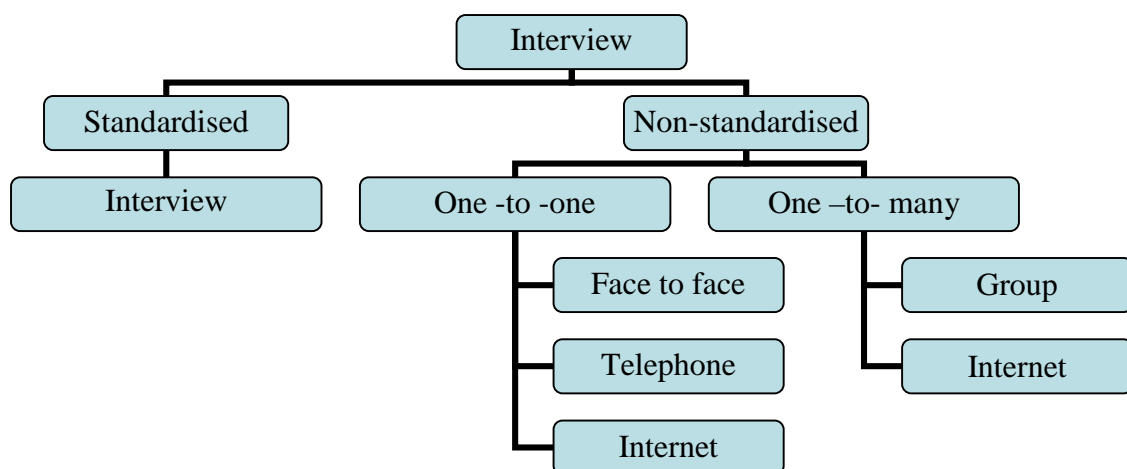 Interview
Standardised
Non-standardised
Interview
One -to -one
One –to- many
Face to face
Group
Telephone
Internet
Internet